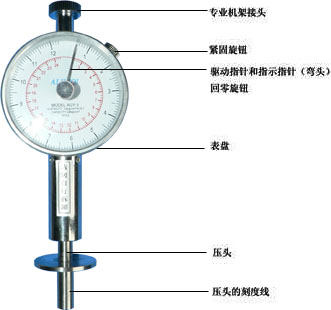 专业机架接头
紧固旋钮
驱动指针和指示指针（弯头）
回零旋钮
表盘
压头
压头的刻度线